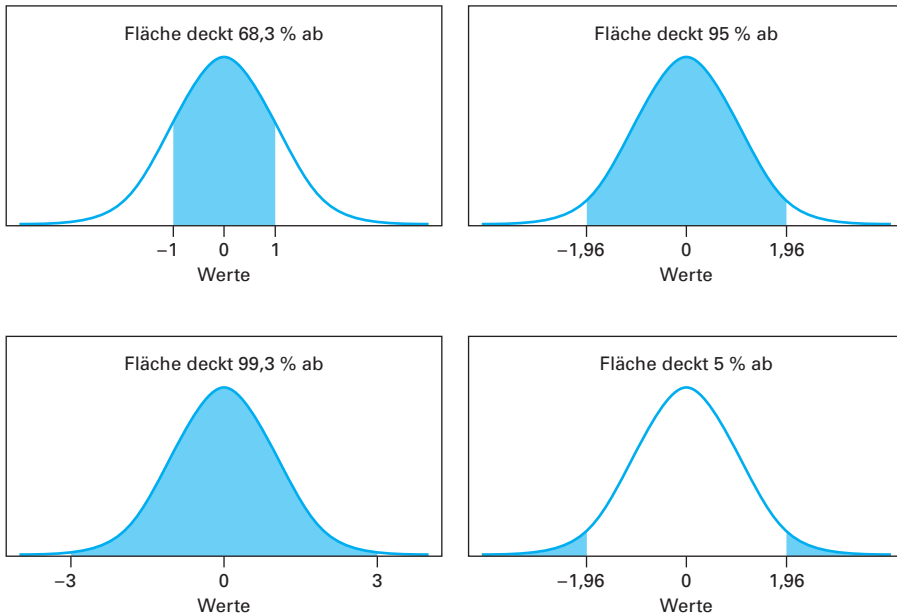 Fläche deckt 68,3 % ab
−1 0 1
Werte
Fläche deckt 95 % ab
−1,96 0 1,96
Werte
Fläche deckt 99,3 % ab
−3 0 3
Werte
Fläche deckt 5 % ab
−1,96 0 1,96
Werte